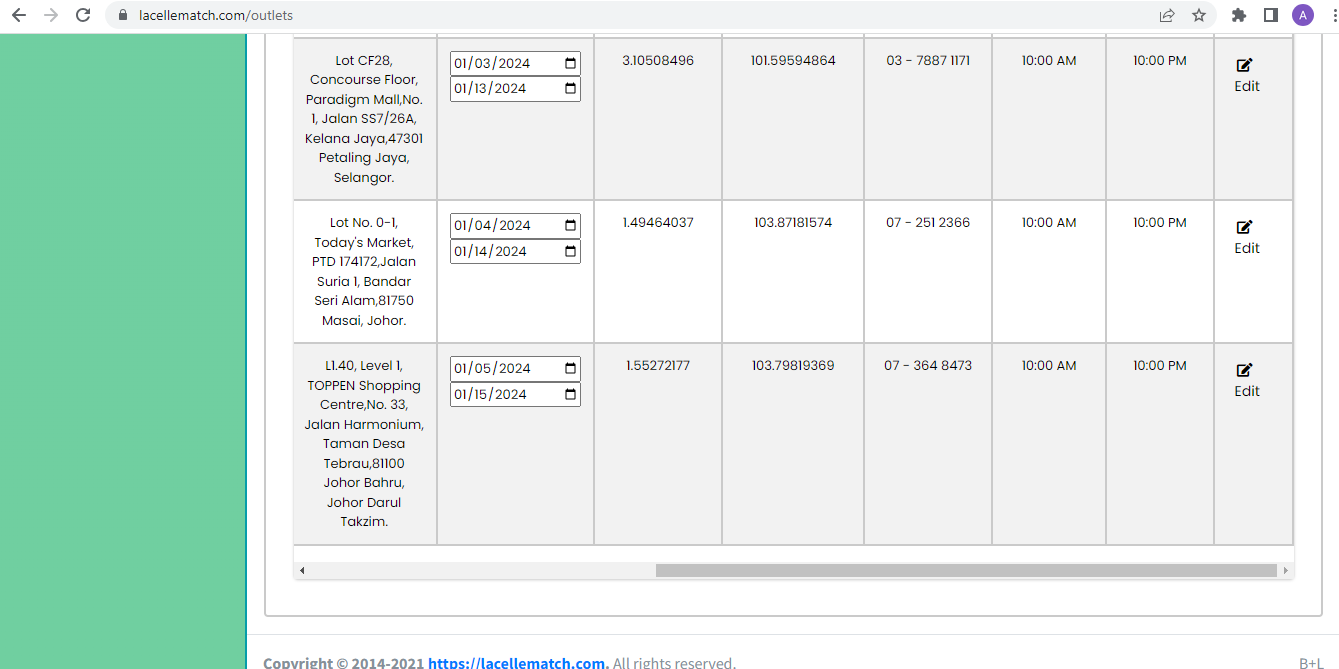 lacellematch.com/outlets
A
Lot CF28,
Concourse Floor,
Paradigm Mall,No.
1, Jalan SS7/26A,
Kelana Jaya,47301
Petaling Jaya,
Selangor.
01/03/2024
01/13/2024
3.10508496
101.59594864
03 - 7887 1171
10:00 AM
10:00 PM
Edit
Lot No. 0-1,
Today's Market,
PTD 174172,Jalan
Suria 1, Bandar
Seri Alam,81750
Masai, Johor.
01/04/2024
01/14/2024
1.49464037
103.87181574
07 - 251 2366
10:00 AM
10:00 PM
Edit
L1.40, Level 1,
TOPPEN Shopping
Centre,No. 33,
Jalan Harmonium,
Taman Desa
Tebrau,81100
Johor Bahru,
Johor Darul
Takzim.
01/05/2024
01/15/2024
1.55272177
103.79819369
07 - 364 8473
10:00 AM
10:00 PM
Edit
Copyright © 2014-2021 https://lacellematch.com. All rights reserved.
B+L